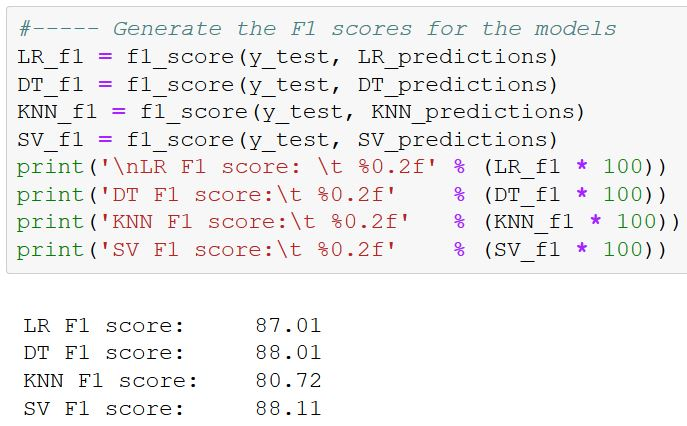 #----- Generate the F1 scores for the models
LR_f1 = f1_score(y_test, LR_predictions)
DT_f1 = f1_score(y_test, DT_predictions)
KNN_f1 = f1_score(y_test, KNN_predictions)
SV_f1 = f1_score(y_test, SV_predictions)
print('\nLR F1 score: \t %0.2f' % (LR_f1 * 100))
print('DT F1 score:\t %0.2f'   % (DT_f1 * 100))
print('KNN F1 score:\t %0.2f'   % (KNN_f1 * 100))
print('SV F1 score:\t %0.2f'    % (SV_f1 * 100))
LR F1 score:     87.01
DT F1 score:     88.01
KNN F1 score:    80.72
SV F1 score:     88.11